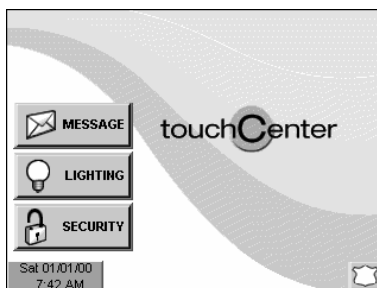 MESSAGE
touchCenter
LIGHTING
SECURITY
Sat 01/01/00
7:42 AM